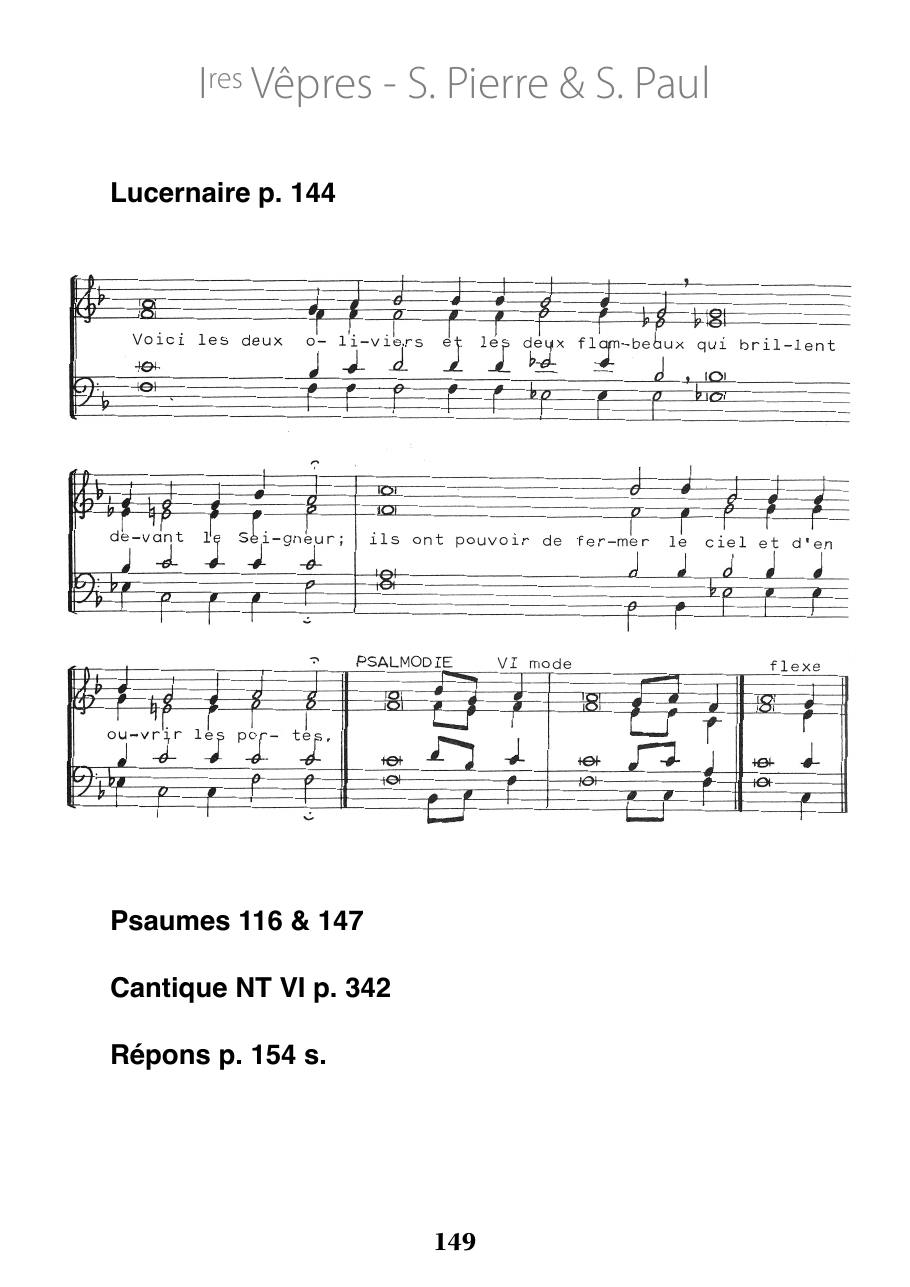 Ires Vêpres - S. Pierre & S. Paul
Lucernaire p. 144
Voici les deux o- li-viers et les deux flam-beaux qui bril-lent
de-vant le Sei-gneur; ils ont pouvoir de fer-mer le ciel et d'en
PSALMODIE VI mode flexe
ou-vrir les por- tes.
Psaumes 116 & 147
Cantique NT VI p. 342
Répons p. 154 s.
149